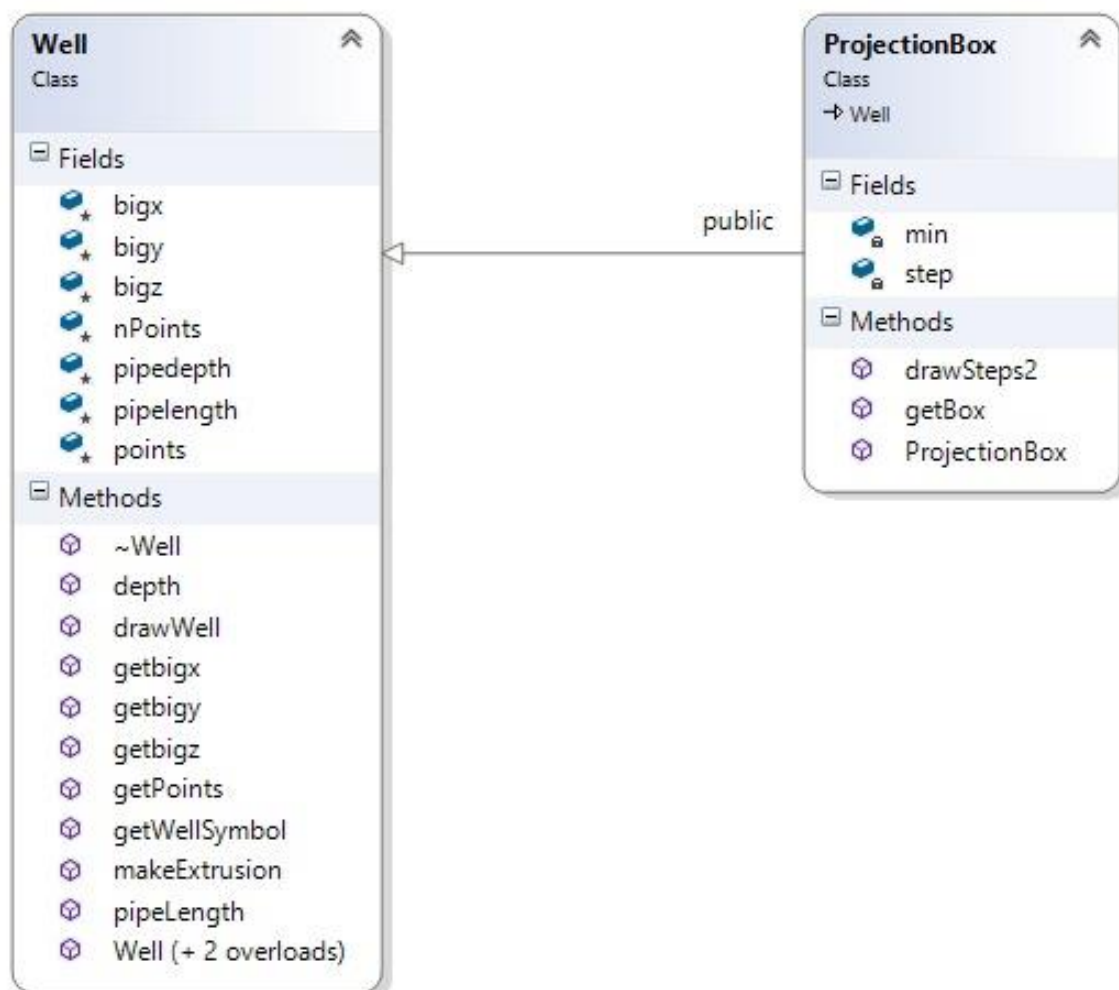 Well
Class
Fields
bigx
bigy
bigz
nPoints
pipedepth
pipelength
points
Methods
~Well
depth
drawWell
getbigx
getbigy
getbigz
getPoints
getWellSymbol
makeExtrusion
pipeLength
Well (+ 2 overloads)
public
ProjectionBox
Class
Well
Fields
min
step
Methods
drawSteps2
getBox
ProjectionBox